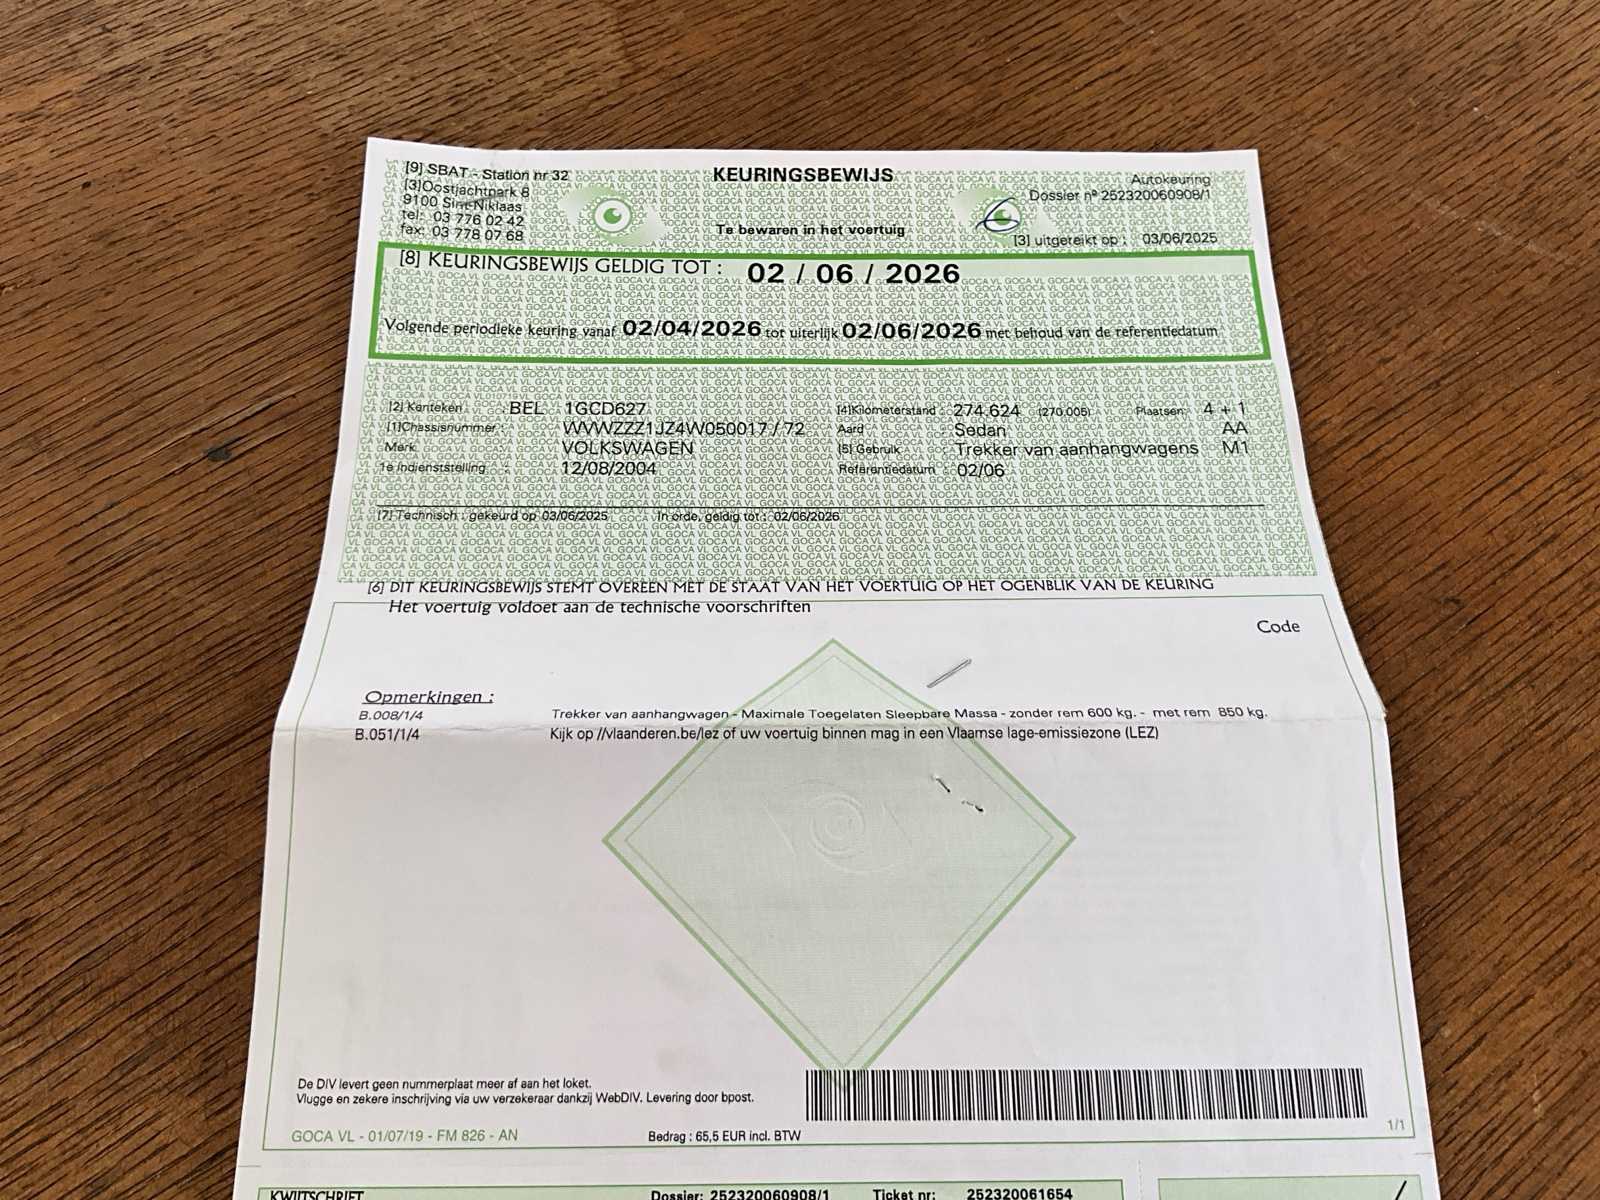 [9] SBAT - Station nr 32
[3]Oostjachtpark 8
9100 Sint-Niklaas
tel: 03 776 02 42
fax: 03 778 07 68
KEURINGSBEWIJS
Te bewaren in het voertuig
Autokeuring
Dossier nº 252320060908/1
[3] uitgereikt op : 03/06/2025
[8] KEURINGSBEWIJS GELDIG TOT : 02 / 06 / 2026
Volgende periodieke keuring vanaf 02/04/2026 tot uiterlijk 02/06/2026 met behoud van de referentiedatum
[2] Kenteken : BEL 1GCD627 [4]Kilometerstand : 274.624 (270.005) Plaatsen: 4 + 1
[1]Chassisnummer : WVWZZZ1JZ4W050017 / 72 Aard : Sedan AA
Merk : VOLKSWAGEN [5] Gebruik : Trekker van aanhangwagens M1
1e Indienststelling : 12/08/2004 Referentiedatum : 02/06
[7] Technisch : gekeurd op 03/06/2025 In orde, geldig tot : 02/06/2026
[6] DIT KEURINGSBEWIJS STEMT OVEREEN MET DE STAAT VAN HET VOERTUIG OP HET OGENBLIK VAN DE KEURING
Het voertuig voldoet aan de technische voorschriften
Code
Opmerkingen :
B.008/1/4 Trekker van aanhangwagen - Maximale Toegelaten Sleepbare Massa - zonder rem 600 kg. - met rem 850 kg.
B.051/1/4 Kijk op //vlaanderen.be/lez of uw voertuig binnen mag in een Vlaamse lage-emissiezone (LEZ)
De DIV levert geen nummerplaat meer af aan het loket.
Vlugge en zekere inschrijving via uw verzekeraar dankzij WebDIV. Levering door bpost.
GOCA VL - 01/07/19 - FM 826 - AN
Bedrag : 65,5 EUR incl. BTW
1/1
KWIJTSCHRIFT Dossier: 252320060908/1 Ticket nr: 252320061654